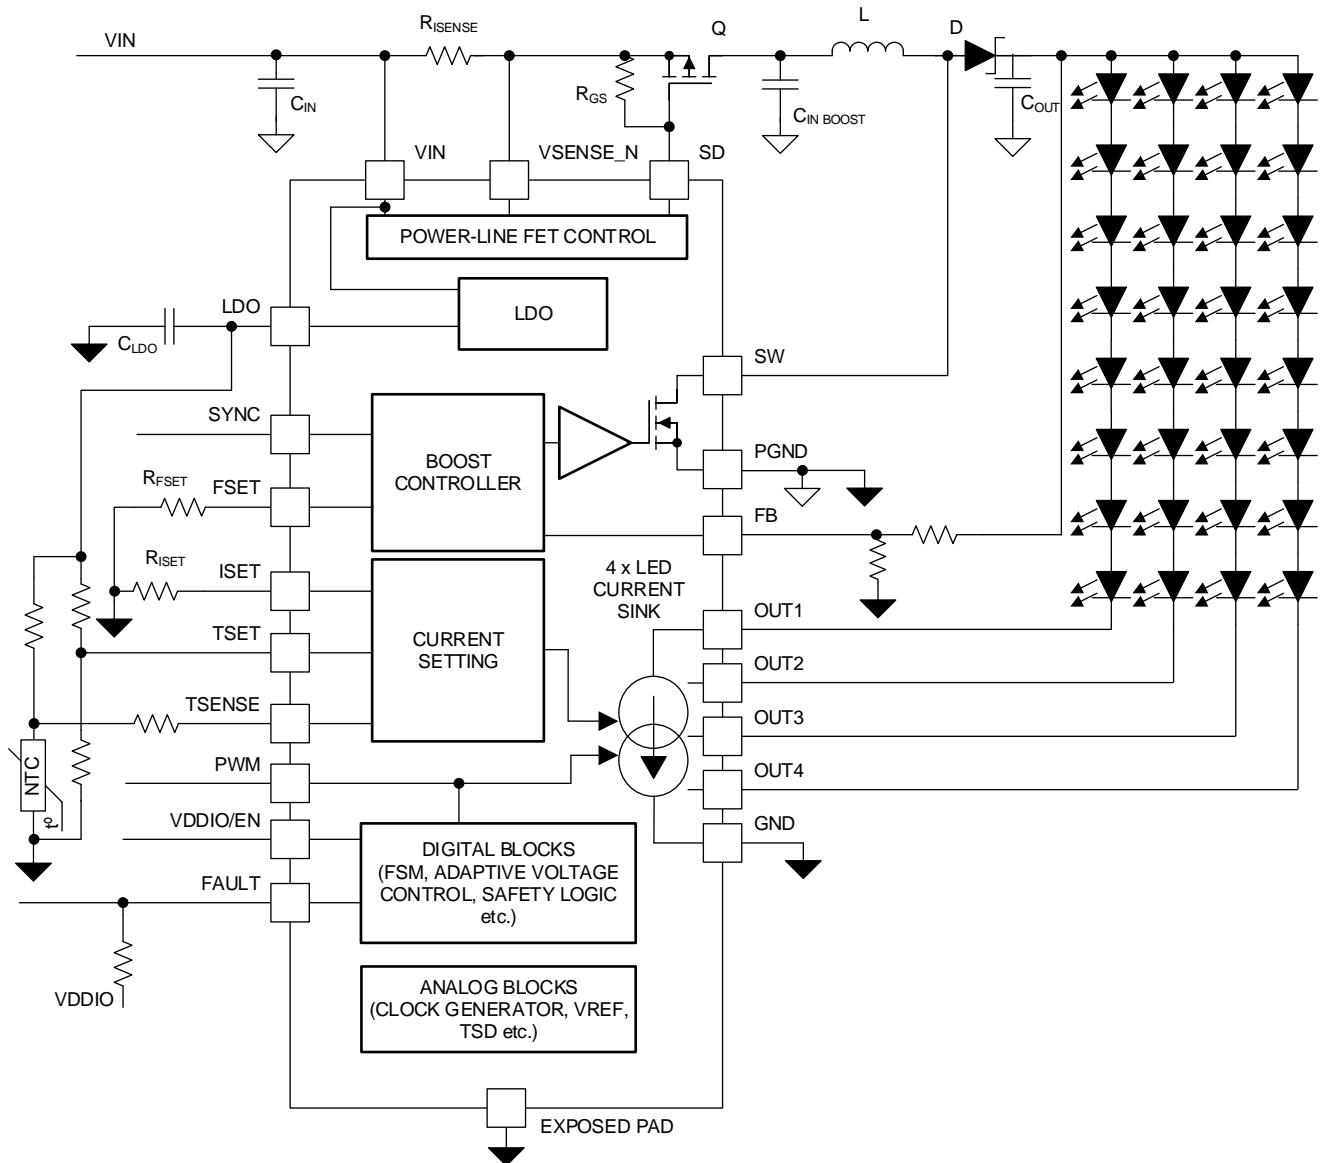 VIN
RISENSE
Q
L
D
CIN
RGS
CIN BOOST
COUT
VIN
VSENSE_N
SD
POWER-LINE FET CONTROL
LDO
LDO
CLDO
SW
SYNC
BOOST
CONTROLLER
PGND
RFSET
FSET
FB
RISET
ISET
4 x LED
CURRENT
SINK
OUT1
TSET
CURRENT
SETTING
OUT2
TSENSE
OUT3
NTC
tº
PWM
OUT4
VDDIO/EN
GND
DIGITAL BLOCKS
(FSM, ADAPTIVE VOLTAGE
CONTROL, SAFETY LOGIC
etc.)
FAULT
VDDIO
ANALOG BLOCKS
(CLOCK GENERATOR, VREF,
TSD etc.)
EXPOSED PAD